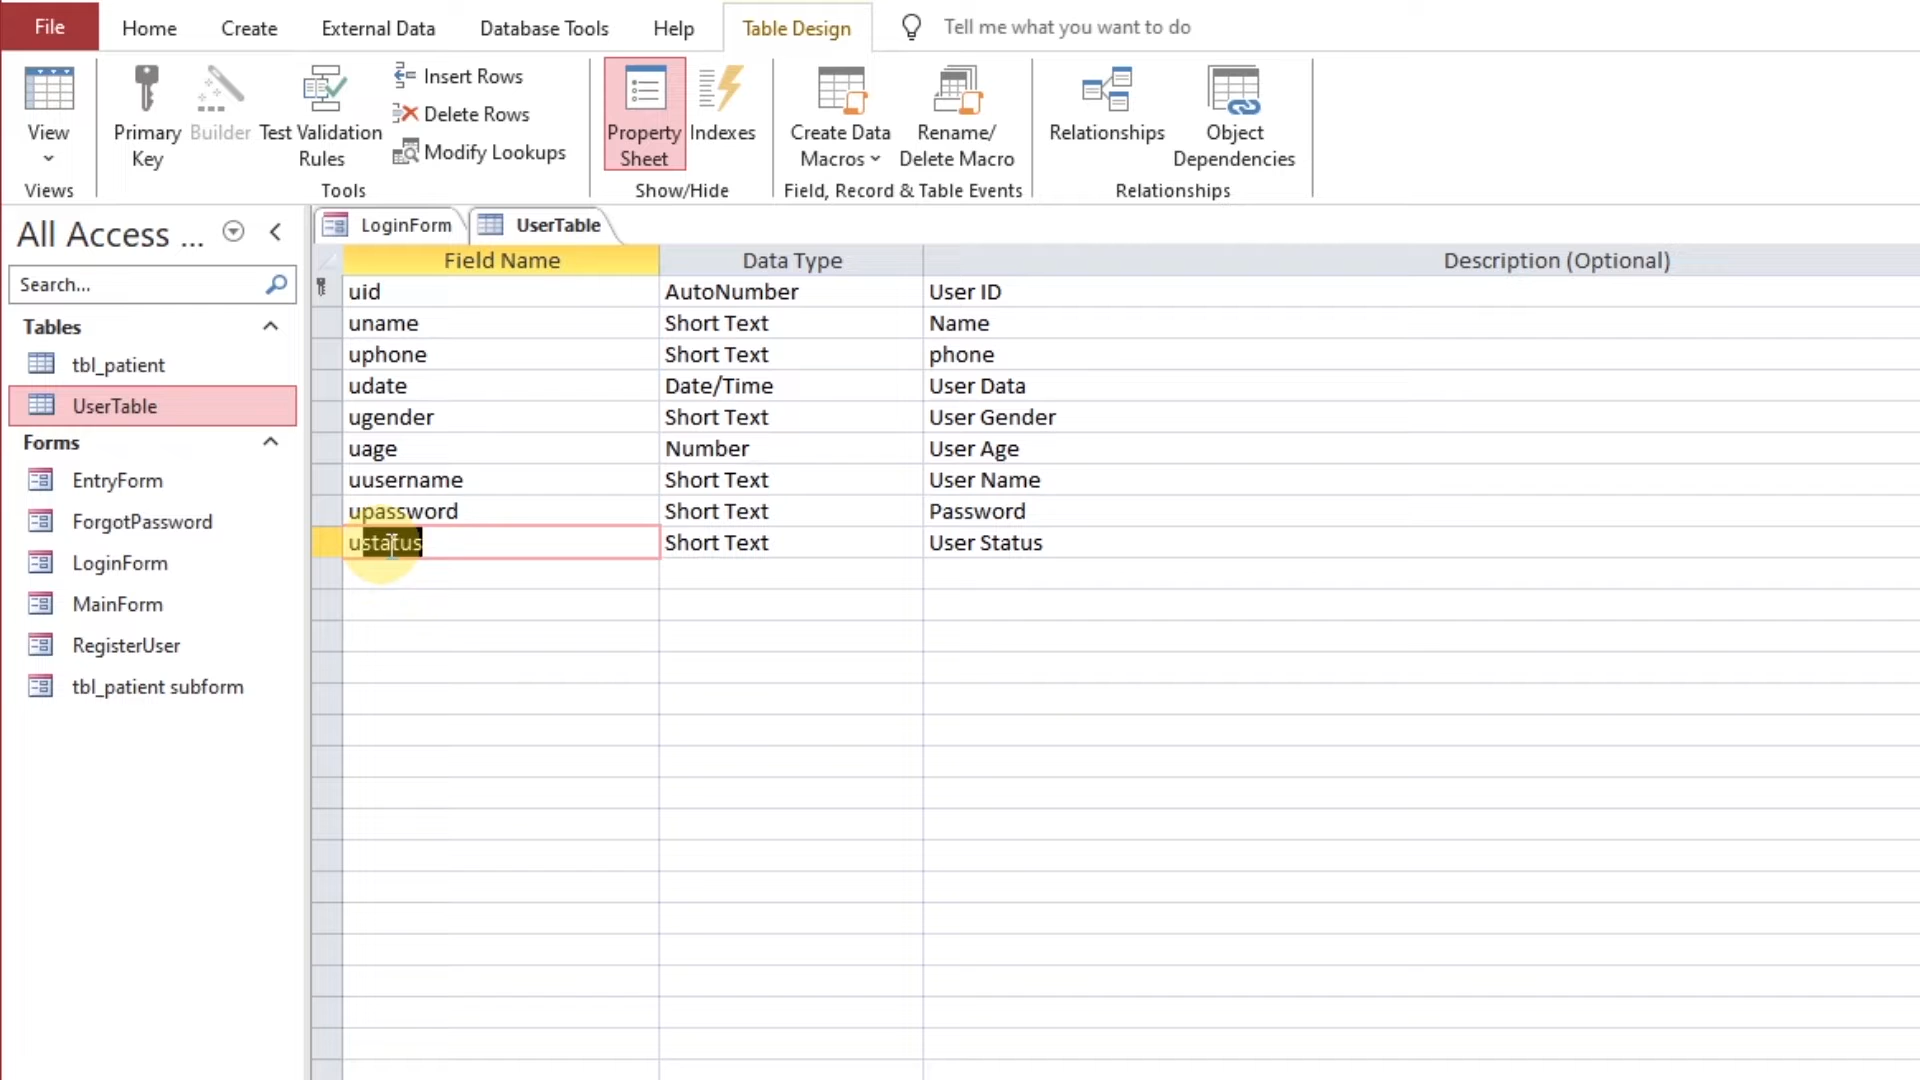 File Home Create External Data Database Tools Help Table Design Tell me what you want to do
View
Views
Primary Key
Builder
Test Validation Rules
Insert Rows
Delete Rows
Modify Lookups
Tools
Property Sheet
Indexes
Show/Hide
Create Data Macros
Rename/ Delete Macro
Field, Record & Table Events
Relationships
Object Dependencies
Relationships
All Access ...
Search...
Tables
tbl_patient
UserTable
Forms
EntryForm
ForgotPassword
LoginForm
MainForm
RegisterUser
tbl_patient subform
LoginForm UserTable
Field Name Data Type Description (Optional)
uid AutoNumber User ID
uname Short Text Name
uphone Short Text phone
udate Date/Time User Data
ugender Short Text User Gender
uage Number User Age
uusername Short Text User Name
upassword Short Text Password
ustatus Short Text User Status